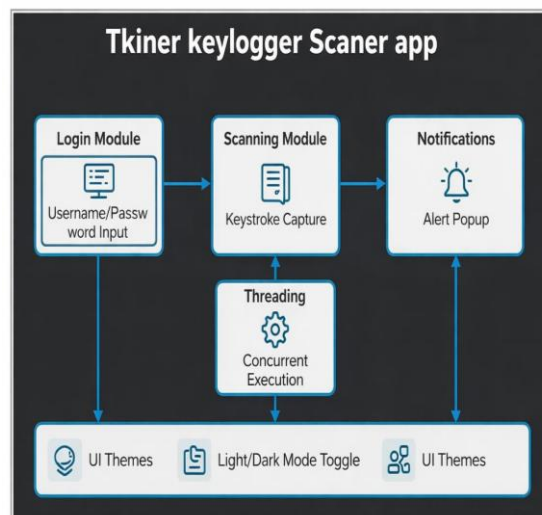 Tkiner keylogger Scaner app
Login Module
Username/Passw
word Input
Scanning Module
Keystroke Capture
Notifications
Alert Popup
Threading
Concurrent
Execution
UI Themes
Light/Dark Mode Toggle
UI Themes